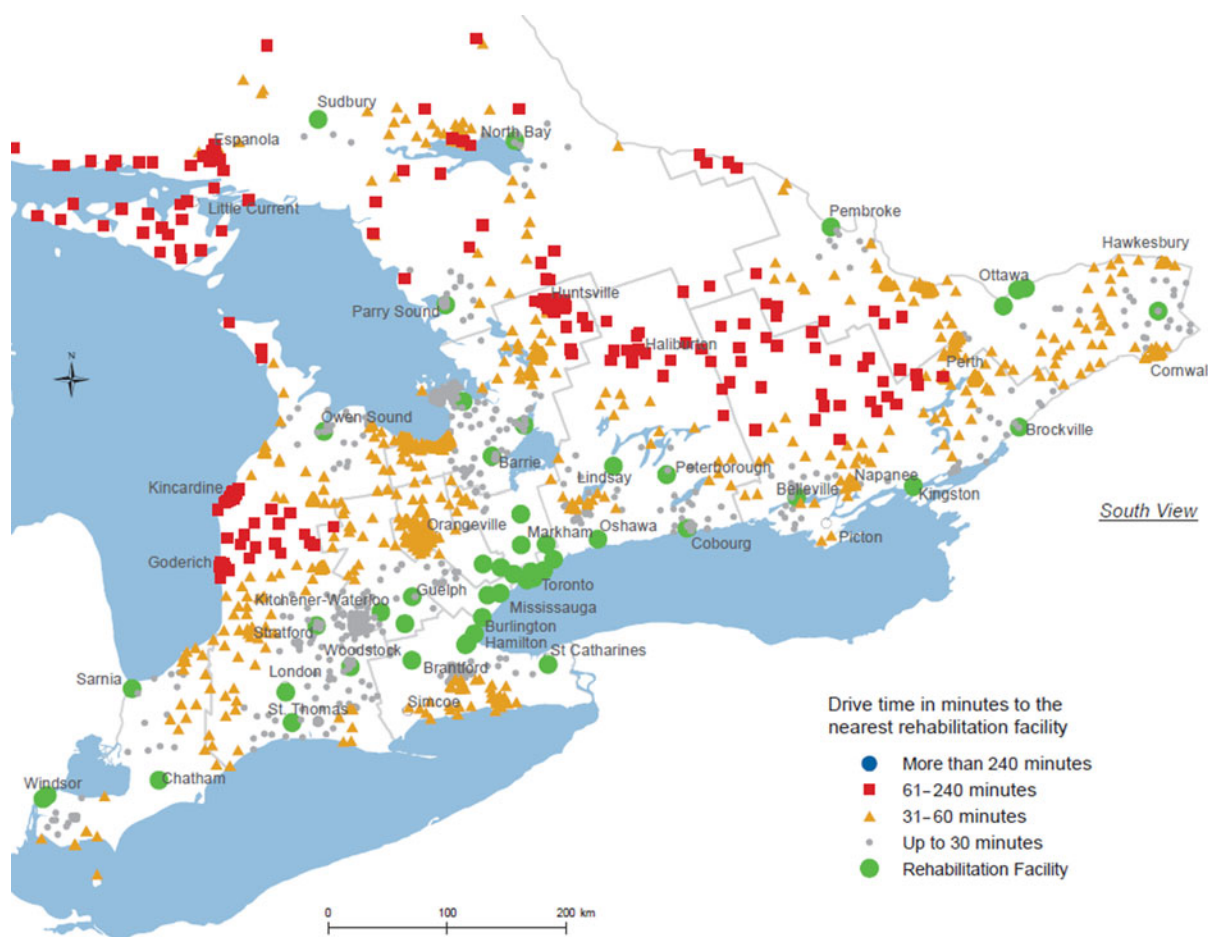 Sudbury
Espanola
North Bay
Little Current
Pembroke
Hawkesbury
Ottawa
Huntsville
Parry Sound
Haliburton
N
Perth
Cornwal
Owen Sound
Brockville
Barrie
Kincardine
Lindsay
Peterborough
Belleville
Napanee
Kingston
South View
Orangeville
Markham
Oshawa
Cobourg
Picton
Goderich
Toronto
Guelph
Kitchener-Waterloo
Mississauga
Stratford
Burlington
Hamilton
Woodstock
St Catharines
London
Brantford
Sarnia
St. Thomas
Simcoe
Chatham
Windsor
Drive time in minutes to the
nearest rehabilitation facility
More than 240 minutes
61–240 minutes
31–60 minutes
Up to 30 minutes
Rehabilitation Facility
0 100 200 km